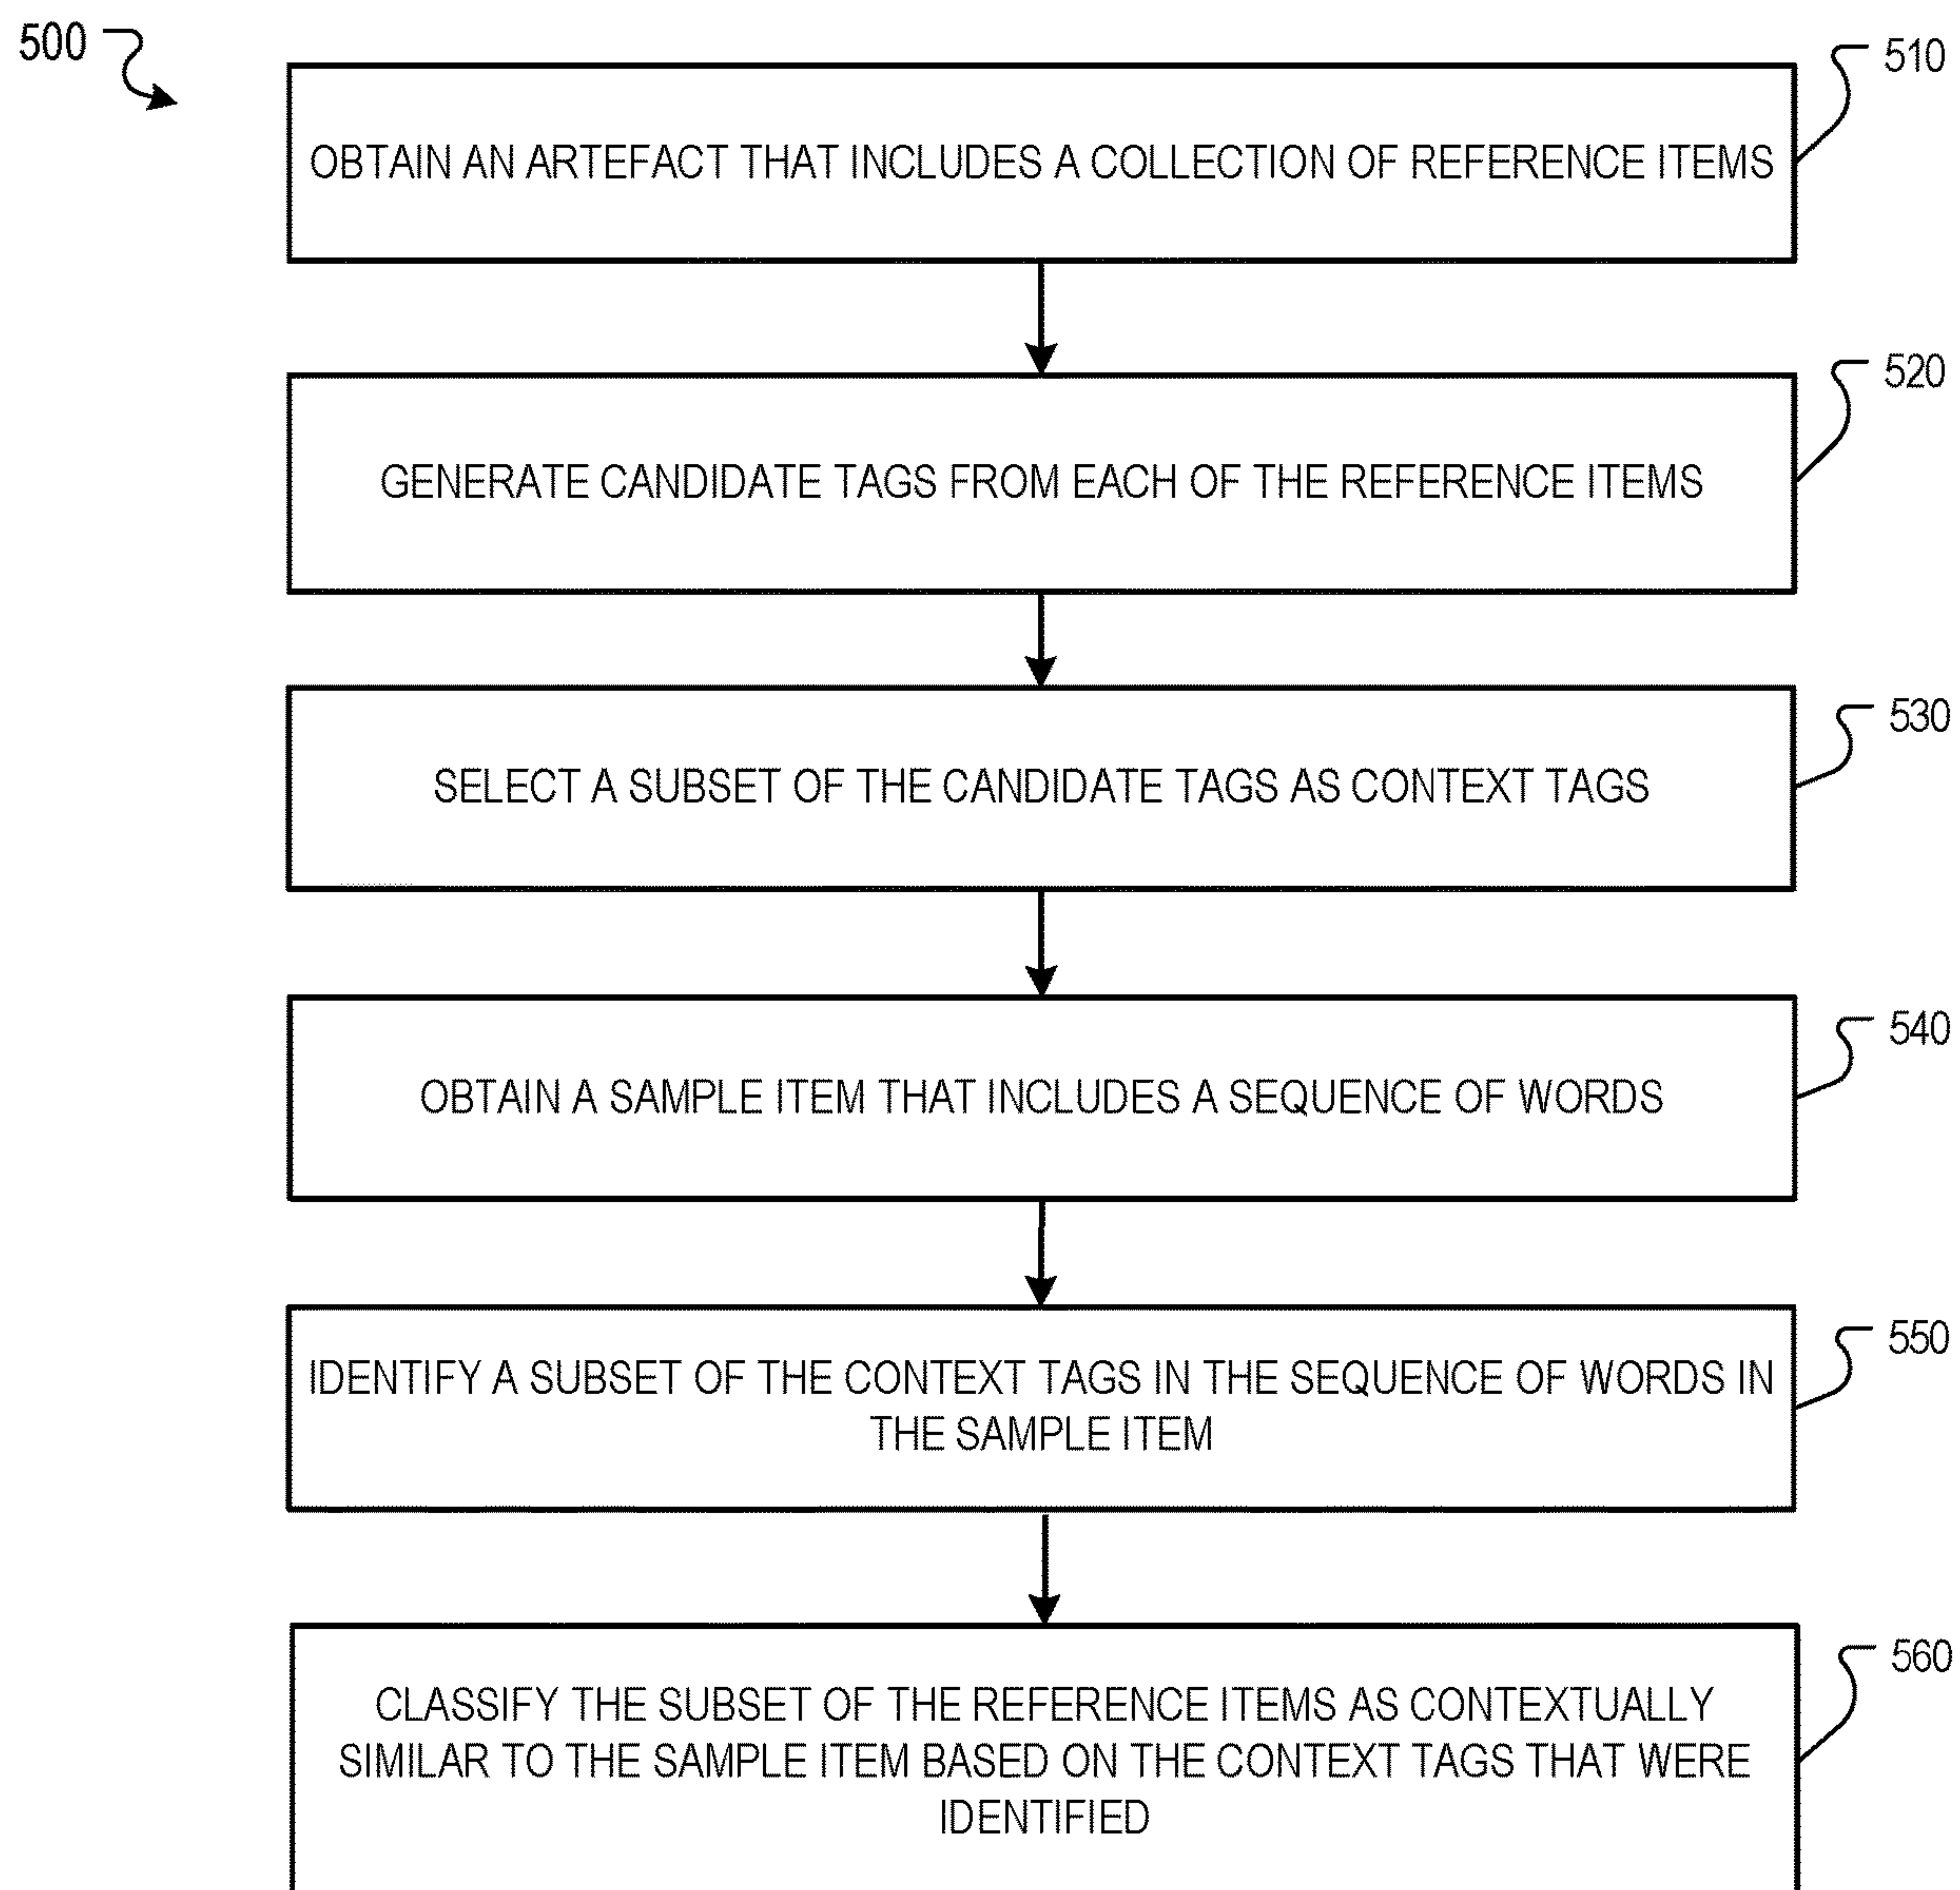 500
510
OBTAIN AN ARTEFACT THAT INCLUDES A COLLECTION OF REFERENCE ITEMS
520
GENERATE CANDIDATE TAGS FROM EACH OF THE REFERENCE ITEMS
530
SELECT A SUBSET OF THE CANDIDATE TAGS AS CONTEXT TAGS
540
OBTAIN A SAMPLE ITEM THAT INCLUDES A SEQUENCE OF WORDS
550
IDENTIFY A SUBSET OF THE CONTEXT TAGS IN THE SEQUENCE OF WORDS IN
THE SAMPLE ITEM
560
CLASSIFY THE SUBSET OF THE REFERENCE ITEMS AS CONTEXTUALLY
SIMILAR TO THE SAMPLE ITEM BASED ON THE CONTEXT TAGS THAT WERE
IDENTIFIED